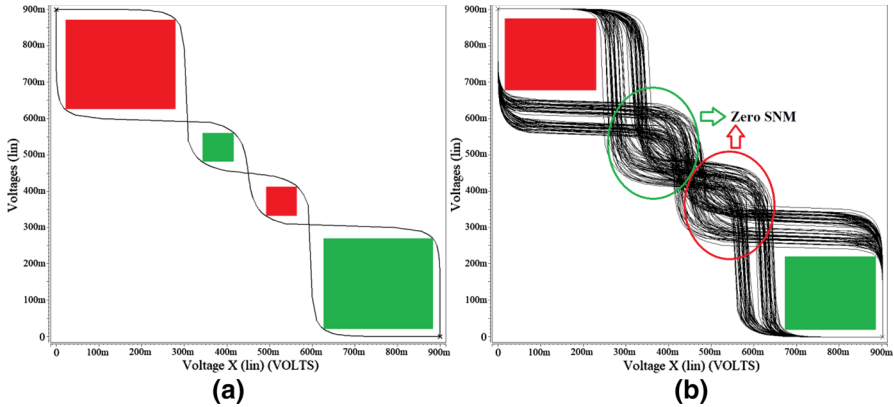 900m
800m
700m
600m
500m
400m
300m
200m
100m
0
Voltages (lin)
0 100m 200m 300m 400m 500m 600m 700m 800m 900m
Voltage X (lin) (VOLTS)
(a)
900m
800m
700m
600m
500m
400m
300m
200m
100m
0
Voltages (lin)
Zero SNM
0 100m 200m 300m 400m 500m 600m 700m 800m 900m
Voltage X (lin) (VOLTS)
(b)